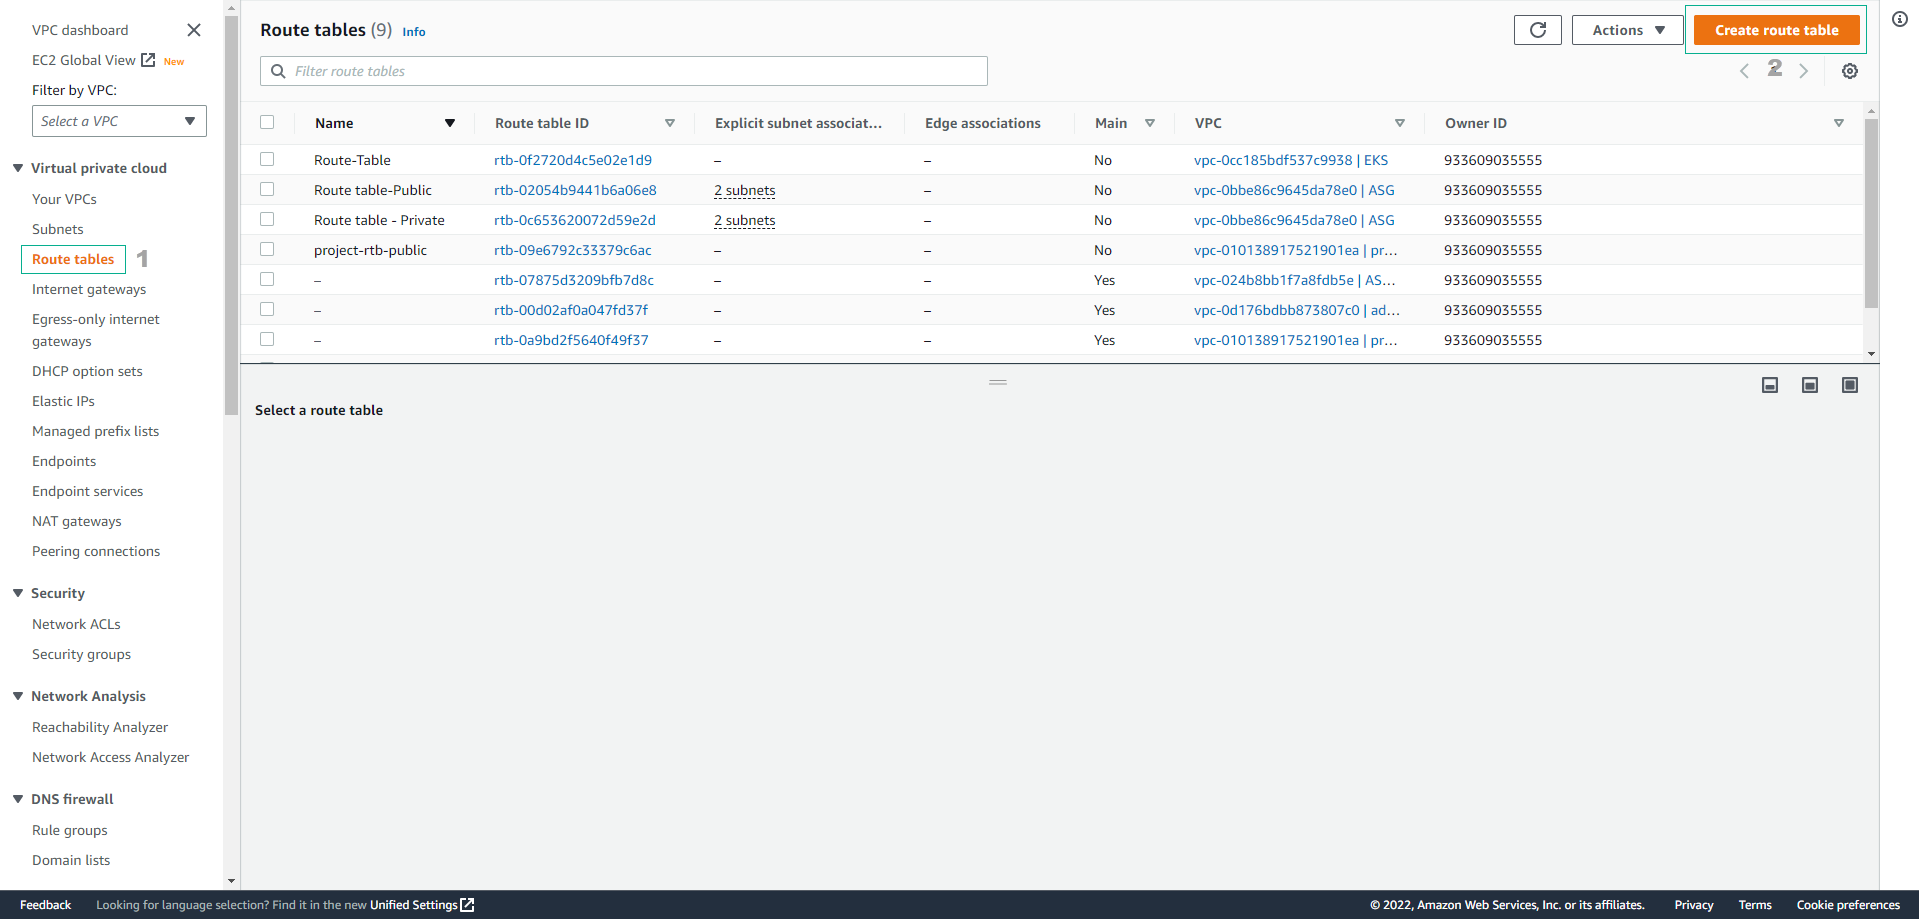 VPC dashboard
EC2 Global View New
Filter by VPC:
Select a VPC
Virtual private cloud
Your VPCs
Subnets
Route tables 1
Internet gateways
Egress-only internet
gateways
DHCP option sets
Elastic IPs
Managed prefix lists
Endpoints
Endpoint services
NAT gateways
Peering connections
Security
Network ACLs
Security groups
Network Analysis
Reachability Analyzer
Network Access Analyzer
DNS firewall
Rule groups
Domain lists
Route tables (9) Info
Actions
Create route table
Filter route tables
2
Name Route table ID Explicit subnet associat... Edge associations Main VPC Owner ID
Route-Table rtb-0f2720d4c5e02e1d9 – – No vpc-0cc185bdf537c9938 | EKS 933609035555
Route table-Public rtb-02054b9441b6a06e8 2 subnets – No vpc-0bbe86c9645da78e0 | ASG 933609035555
Route table - Private rtb-0c653620072d59e2d 2 subnets – No vpc-0bbe86c9645da78e0 | ASG 933609035555
project-rtb-public rtb-09e6792c33379c6ac – – No vpc-010138917521901ea | pr... 933609035555
– rtb-07875d3209bfb7d8c – – Yes vpc-024b8bb1f7a8fdb5e | AS... 933609035555
– rtb-00d02af0a047fd37f – – Yes vpc-0d176bdbb873807c0 | ad... 933609035555
– rtb-0a9bd2f5640f49f37 – – Yes vpc-010138917521901ea | pr... 933609035555
Select a route table
Feedback Looking for language selection? Find it in the new Unified Settings © 2022, Amazon Web Services, Inc. or its affiliates. Privacy Terms Cookie preferences